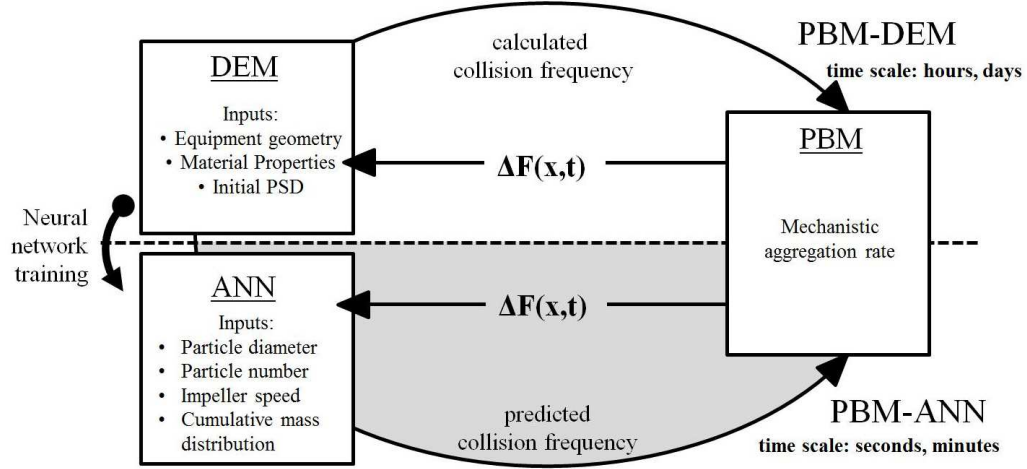 calculated
collision frequency
PBM-DEM
time scale: hours, days
DEM
Inputs:
• Equipment geometry
• Material Properties
• Initial PSD
ΔF(x,t)
PBM
Mechanistic
aggregation rate
Neural
network
training
ANN
Inputs:
• Particle diameter
• Particle number
• Impeller speed
• Cumulative mass
distribution
ΔF(x,t)
predicted
collision frequency
PBM-ANN
time scale: seconds, minutes